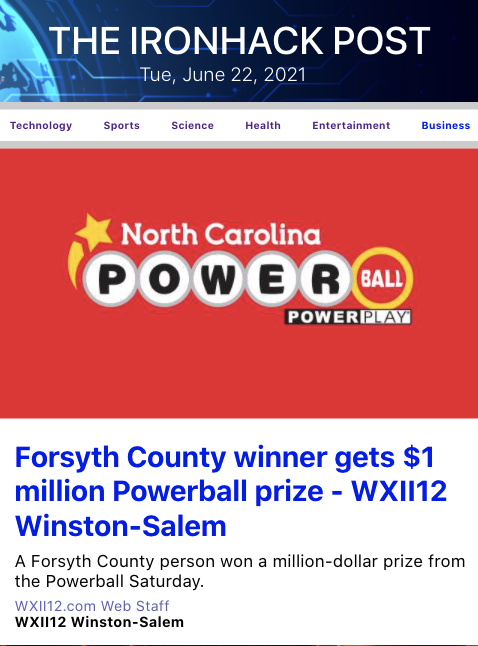 THE IRONHACK POST
Tue, June 22, 2021
Technology Sports Science Health Entertainment Business
North Carolina
POWER BALL
POWERPLAY
Forsyth County winner gets $1
million Powerball prize - WXII12
Winston-Salem
A Forsyth County person won a million-dollar prize from
the Powerball Saturday.
WXII12.com Web Staff
WXII12 Winston-Salem